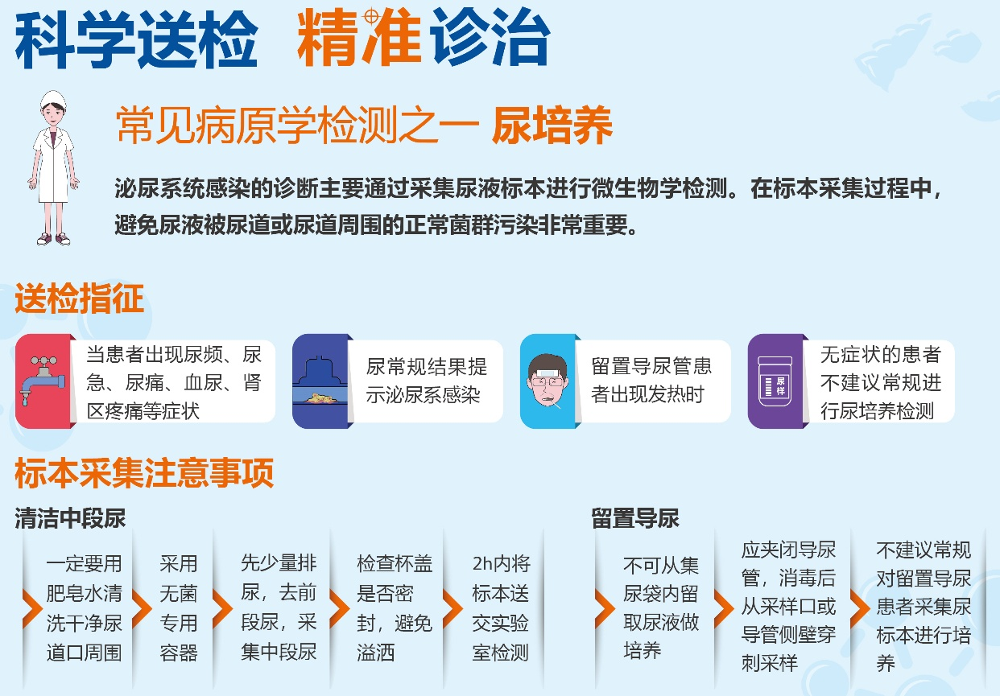 科学送检 精准诊治
常见病原学检测之一 尿培养
泌尿系统感染的诊断主要通过采集尿液标本进行微生物学检测。在标本采集过程中，
避免尿液被尿道或尿道周围的正常菌群污染非常重要。
送检指征
当患者出现尿频、尿
急、尿痛、血尿、肾
区疼痛等症状
尿常规结果提
示泌尿系感染
留置导尿管患
者出现发热时
尿
样
无症状的患者
不建议常规进
行尿培养检测
标本采集注意事项
清洁中段尿
一定要用
肥皂水清
洗干净尿
道口周围
采用
无菌
专用
容器
先少量排
尿，去前
段尿，采
集中段尿
检查杯盖
是否密
封，避免
溢洒
2h内将
标本送
交实验
室检测
留置导尿
不可从集
尿袋内留
取尿液做
培养
应夹闭导尿
管，消毒后
从采样口或
导管侧壁穿
刺采样
不建议常规
对留置导尿
患者采集尿
标本进行培
养